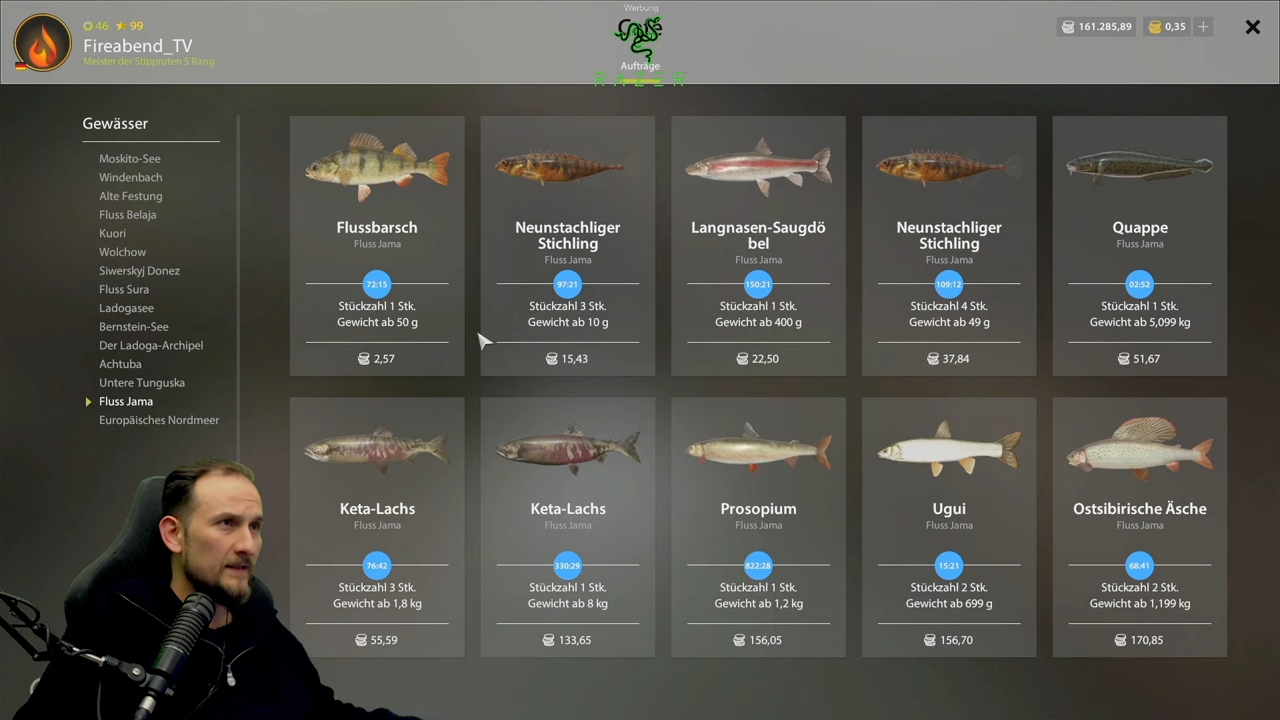 Werbung
46 99
Fireabend_TV
Meister der Stippruten 5 Rang
Aufträge
RAZER
161.285,89
0,35
Gewässer
Moskito-See
Windenbach
Alte Festung
Fluss Belaja
Kuori
Wolchow
Siwerskyj Donez
Fluss Sura
Ladogasee
Bernstein-See
Der Ladoga-Archipel
Achtuba
Untere Tunguska
Fluss Jama
Europäisches Nordmeer
Flussbarsch
Fluss Jama
72:15
Stückzahl 1 Stk.
Gewicht ab 50 g
2,57
Neunstachliger
Stichling
Fluss Jama
97:21
Stückzahl 3 Stk.
Gewicht ab 10 g
15,43
Langnasen-Saugdö
bel
Fluss Jama
150:21
Stückzahl 1 Stk.
Gewicht ab 400 g
22,50
Neunstachliger
Stichling
Fluss Jama
109:12
Stückzahl 4 Stk.
Gewicht ab 49 g
37,84
Quappe
Fluss Jama
02:52
Stückzahl 1 Stk.
Gewicht ab 5,099 kg
51,67
Keta-Lachs
Fluss Jama
76:42
Stückzahl 3 Stk.
Gewicht ab 1,8 kg
55,59
Keta-Lachs
Fluss Jama
330:29
Stückzahl 1 Stk.
Gewicht ab 8 kg
133,65
Prosopium
Fluss Jama
822:28
Stückzahl 1 Stk.
Gewicht ab 1,2 kg
156,05
Ugui
Fluss Jama
15:21
Stückzahl 2 Stk.
Gewicht ab 699 g
156,70
Ostsibirische Äsche
Fluss Jama
68:41
Stückzahl 2 Stk.
Gewicht ab 1,199 kg
170,85